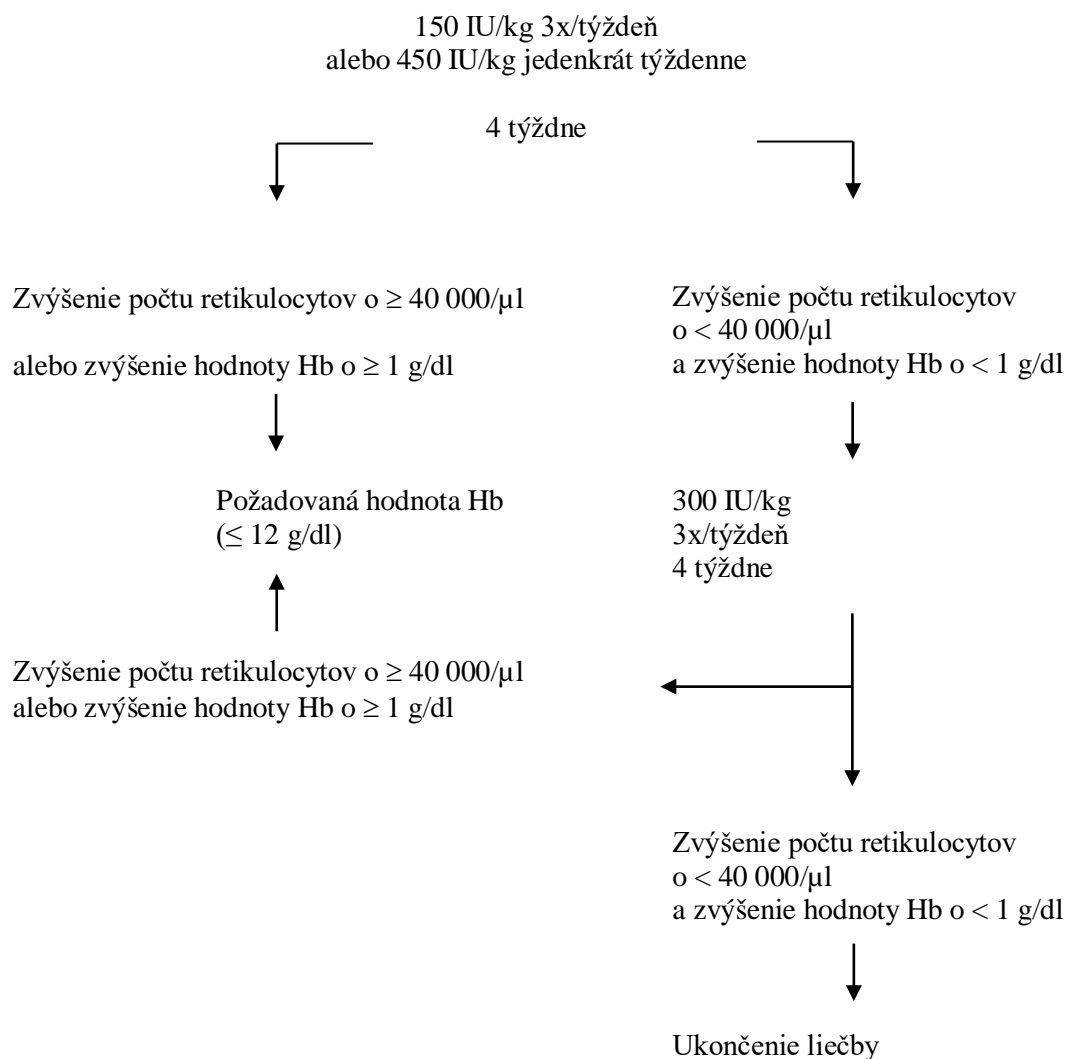 150 IU/kg 3x/týždeň
alebo 450 IU/kg jedenkrát týždenne
4 týždne
Zvýšenie počtu retikulocytov o ≥ 40 000/µl
alebo zvýšenie hodnoty Hb o ≥ 1 g/dl
Zvýšenie počtu retikulocytov
o < 40 000/µl
a zvýšenie hodnoty Hb o < 1 g/dl
Požadovaná hodnota Hb
(≤ 12 g/dl)
300 IU/kg
3x/týždeň
4 týždne
Zvýšenie počtu retikulocytov o ≥ 40 000/µl
alebo zvýšenie hodnoty Hb o ≥ 1 g/dl
Zvýšenie počtu retikulocytov
o < 40 000/µl
a zvýšenie hodnoty Hb o < 1 g/dl
Ukončenie liečby